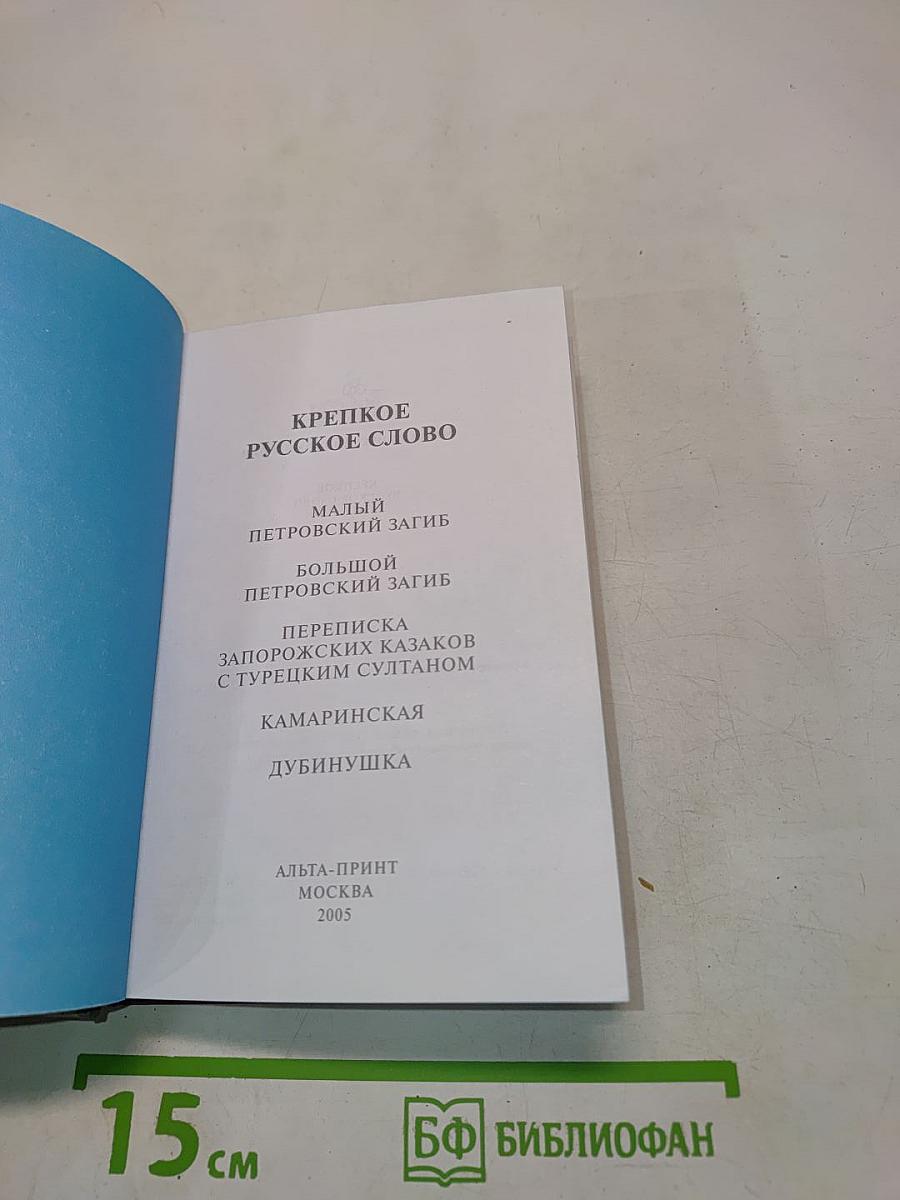 КРЕПКОЕ
РУССКОЕ СЛОВО
МАЛЫЙ
ПЕТРОВСКИЙ ЗАГИБ
БОЛЬШОЙ
ПЕТРОВСКИЙ ЗАГИБ
ПЕРЕПИСКА
ЗАПОРОЖСКИХ КАЗАКОВ
С ТУРЕЦКИМ СУЛТАНОМ
КАМАРИНСКАЯ
ДУБИНУШКА
АЛЬТА-ПРИНТ
МОСКВА
2005
15 см
БФ БИБЛИОФАН